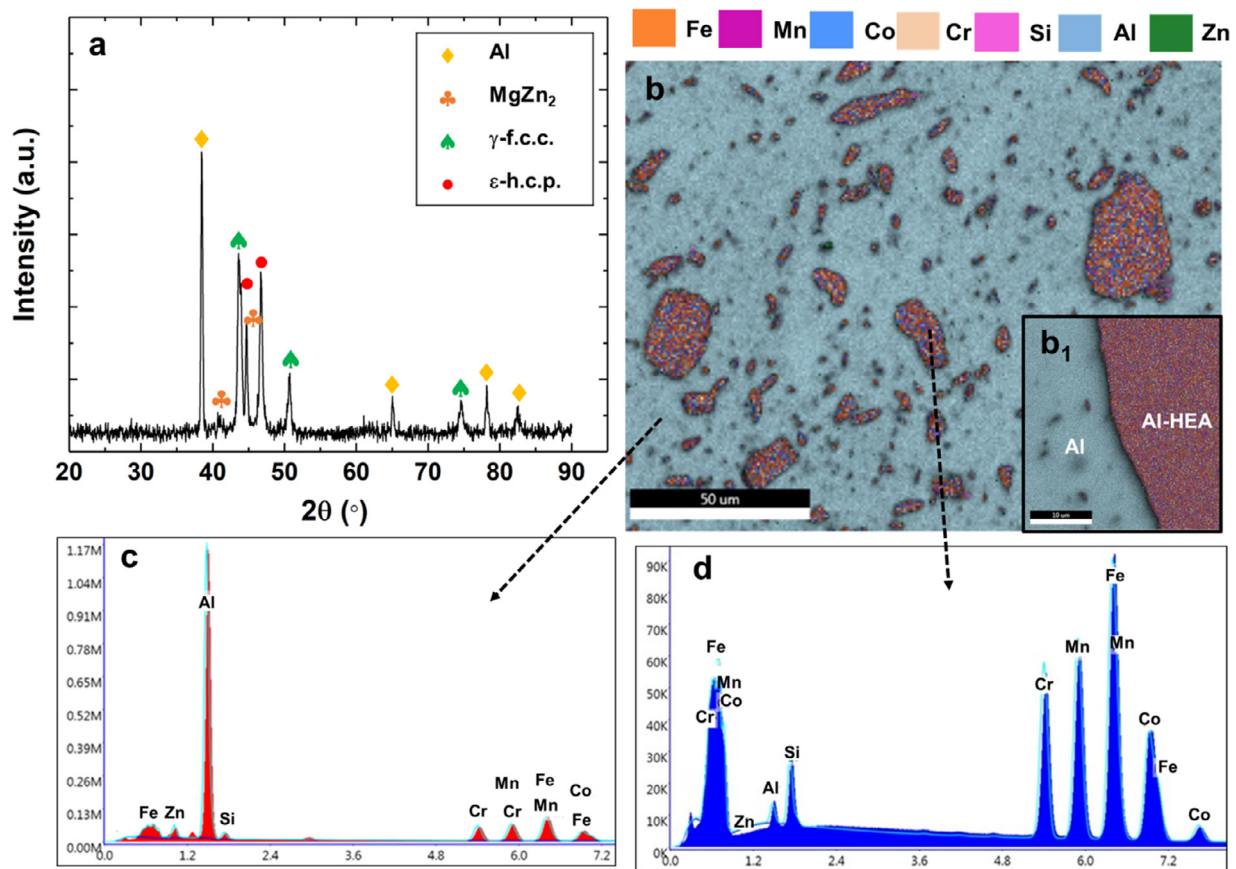 a
Al
MgZn₂
γ-f.c.c.
ε-h.c.p.
Intensity (a.u.)
20 30 40 50 60 70 80 90
2θ (°)
Fe Mn Co Cr Si Al Zn
b
50 um
b₁
Al
Al-HEA
10 um
c
1.17M
1.04M
0.91M
0.78M
0.65M
0.52M
0.39M
0.26M
0.13M
0.00M
Al
Fe Zn Si
Cr
Mn
Cr
Fe
Mn
Co
Fe
0.0 1.2 2.4 3.6 4.8 6.0 7.2
d
90K
80K
70K
60K
50K
40K
30K
20K
10K
0K
Fe
Mn
Co
Cr
Zn
Al
Si
Cr
Mn
Fe
Mn
Co
Fe
Co
0.0 1.2 2.4 3.6 4.8 6.0 7.2